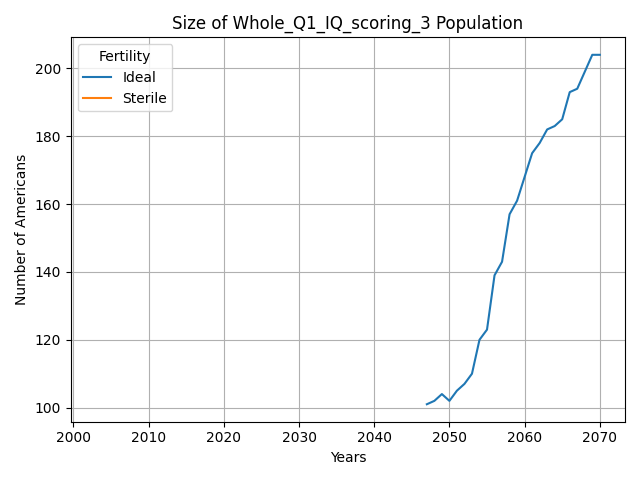 Size of Whole_Q1_IQ_scoring_3 Population
Fertility
Ideal
Sterile
200
180
160
140
120
100
Number of Americans
2000 2010 2020 2030 2040 2050 2060 2070
Years